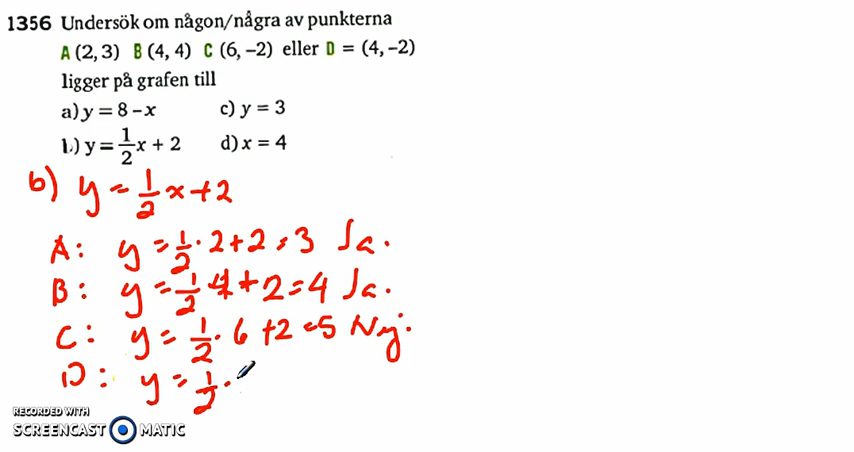 1356 Undersök om någon/några av punkterna
A (2, 3) B (4, 4) C (6, −2) eller D = (4, −2)
ligger på grafen till
a) y = 8 − x c) y = 3
b) y = 1/2 x + 2 d) x = 4
b) y = 1/2 x + 2
A: y = 1/2 · 2 + 2 = 3 Ja.
B: y = 1/2 · 4 + 2 = 4 Ja.
C: y = 1/2 · 6 + 2 = 5 Nej.
D: y = 1/2 ·
RECORDED WITH
SCREENCAST MATIC